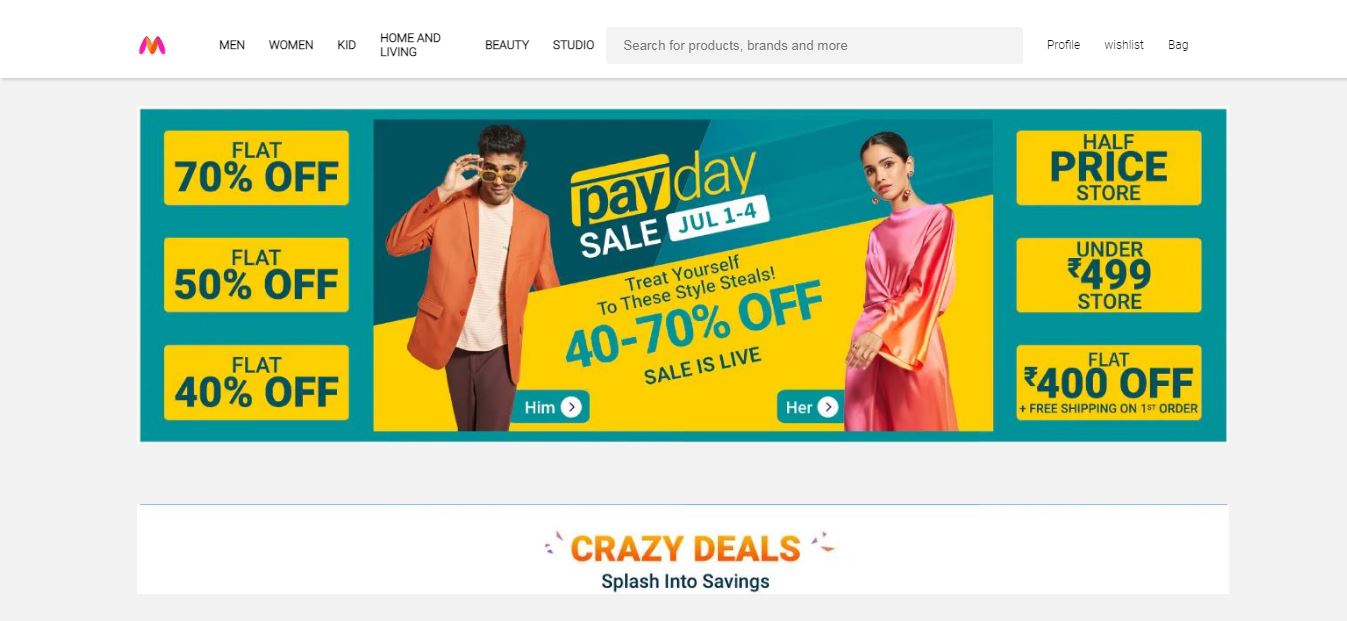 MEN
WOMEN
KID
HOME AND
LIVING
BEAUTY
STUDIO
Search for products, brands and more
Profile
wishlist
Bag
FLAT
70% OFF
FLAT
50% OFF
FLAT
40% OFF
payday
SALE JUL 1-4
Treat Yourself
To These Style Steals!
40-70% OFF
SALE IS LIVE
Him
Her
HALF
PRICE
STORE
UNDER
₹499
STORE
FLAT
₹400 OFF
+ FREE SHIPPING ON 1ST ORDER
CRAZY DEALS
Splash Into Savings